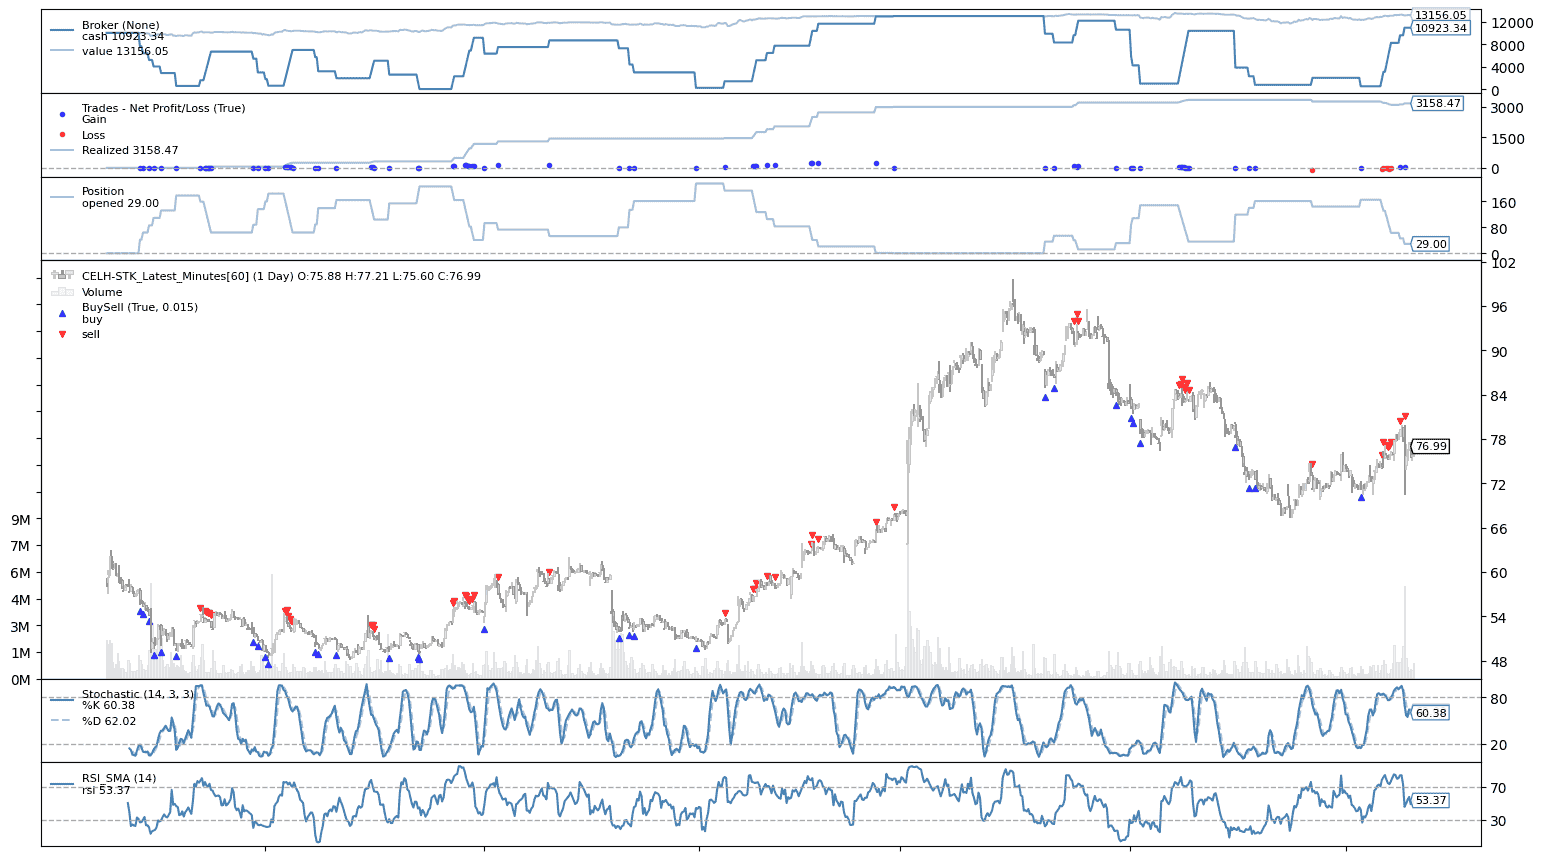 Broker (None)
cash 10923.34
value 13156.05
13156.05
10923.34
12000
8000
4000
0
Trades - Net Profit/Loss (True)
Gain
Loss
Realized 3158.47
3158.47
3000
1500
0
Position
opened 29.00
29.00
160
80
0
CELH-STK_Latest_Minutes[60] (1 Day) O:75.88 H:77.21 L:75.60 C:76.99
Volume
BuySell (True, 0.015)
buy
sell
102
96
90
84
78
76.99
72
66
60
54
48
9M
7M
6M
4M
3M
1M
0M
Stochastic (14, 3, 3)
%K 60.38
%D 62.02
80
60.38
20
RSI_SMA (14)
rsi 53.37
70
53.37
30